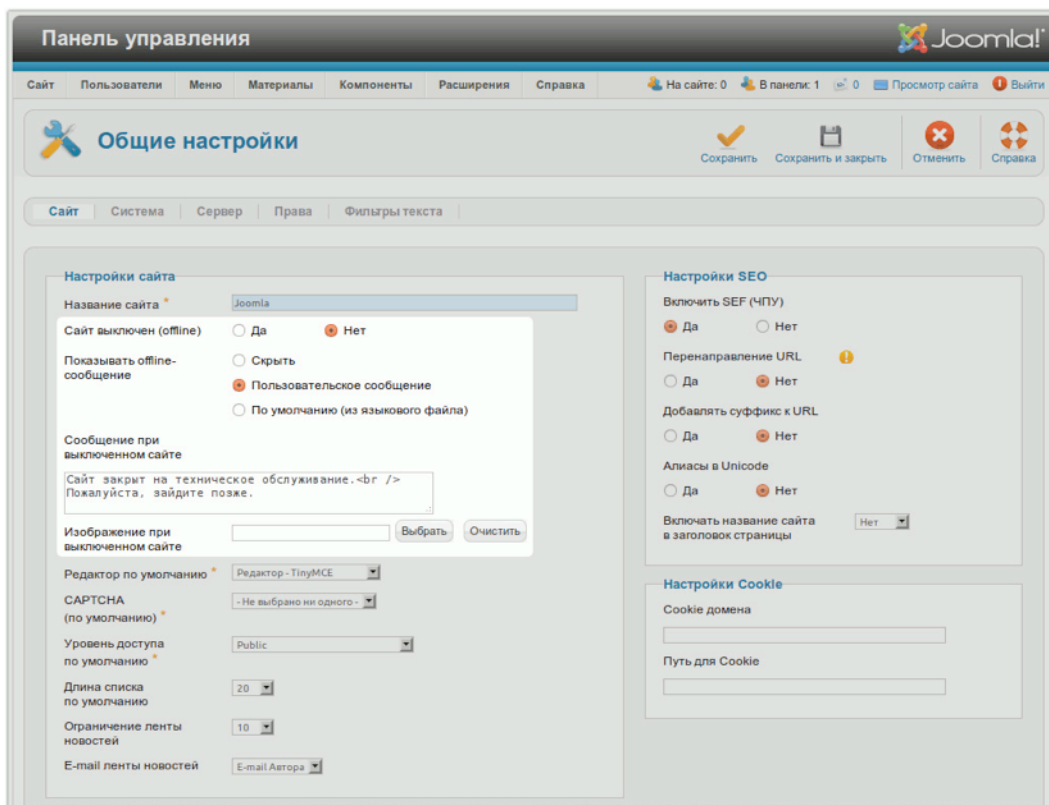 Панель управления
Joomla!
Сайт Пользователи Меню Материалы Компоненты Расширения Справка На сайте: 0 В панели: 1 0 Просмотр сайта Выйти
Общие настройки
Сохранить Сохранить и закрыть Отменить Справка
Сайт Система Сервер Права Фильтры текста
Настройки сайта
Название сайта *
Joomla
Сайт выключен (offline)
Да Нет
Показывать offline-
сообщение
Скрыть
Пользовательское сообщение
По умолчанию (из языкового файла)
Сообщение при
выключенном сайте
Сайт закрыт на техническое обслуживание.<br />
Пожалуйста, зайдите позже.
Изображение при
выключенном сайте
Выбрать Очистить
Редактор по умолчанию *
Редактор - TinyMCE
CAPTCHA
(по умолчанию) *
- Не выбрано ни одного -
Уровень доступа
по умолчанию *
Public
Длина списка
по умолчанию
20
Ограничение ленты
новостей
10
E-mail ленты новостей
E-mail Автора
Настройки SEO
Включить SEF (ЧПУ)
Да Нет
Перенаправление URL
Да Нет
Добавлять суффикс к URL
Да Нет
Алиасы в Unicode
Да Нет
Включать название сайта
в заголовок страницы
Нет
Настройки Cookie
Cookie домена
Путь для Cookie